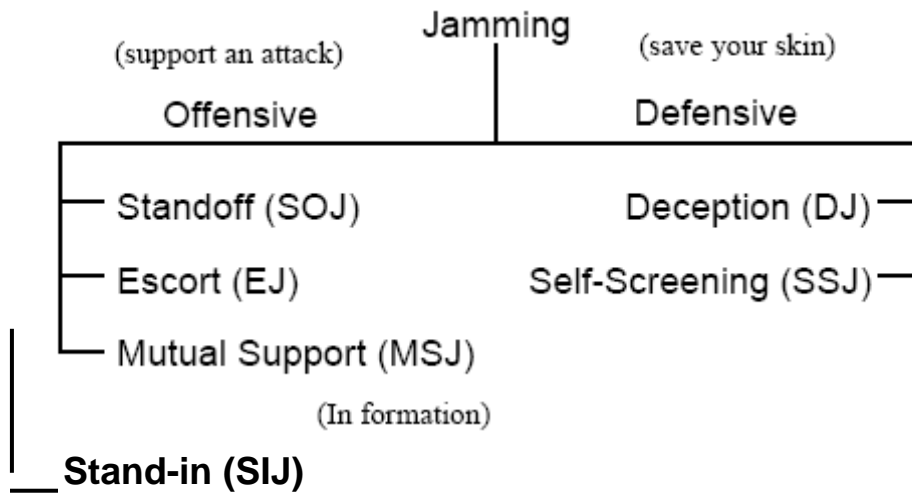 Jamming
(support an attack)
(save your skin)
Offensive
Defensive
Standoff (SOJ)
Deception (DJ)
Escort (EJ)
Self-Screening (SSJ)
Mutual Support (MSJ)
(In formation)
Stand-in (SIJ)